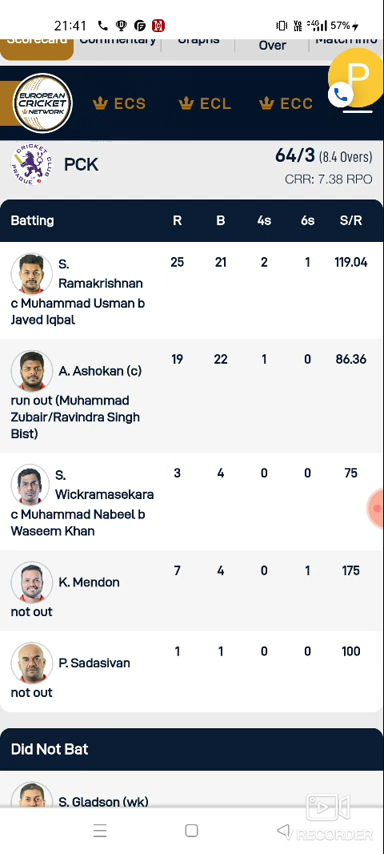 21:41 57%
Scorecard Commentary Graphs Over Match Info
P
EUROPEAN CRICKET NETWORK ECS ECL ECC
CRICKET CLUB PRAGUE PCK 64/3 (8.4 Overs)
CRR: 7.38 RPO
Batting R B 4s 6s S/R
S. Ramakrishnan 25 21 2 1 119.04
c Muhammad Usman b
Javed Iqbal
A. Ashokan (c) 19 22 1 0 86.36
run out (Muhammad
Zubair/Ravindra Singh
Bist)
S. Wickramasekara 3 4 0 0 75
c Muhammad Nabeel b
Waseem Khan
K. Mendon 7 4 0 1 175
not out
P. Sadasivan 1 1 0 0 100
not out
Did Not Bat
S. Gladson (wk)
RECORDER